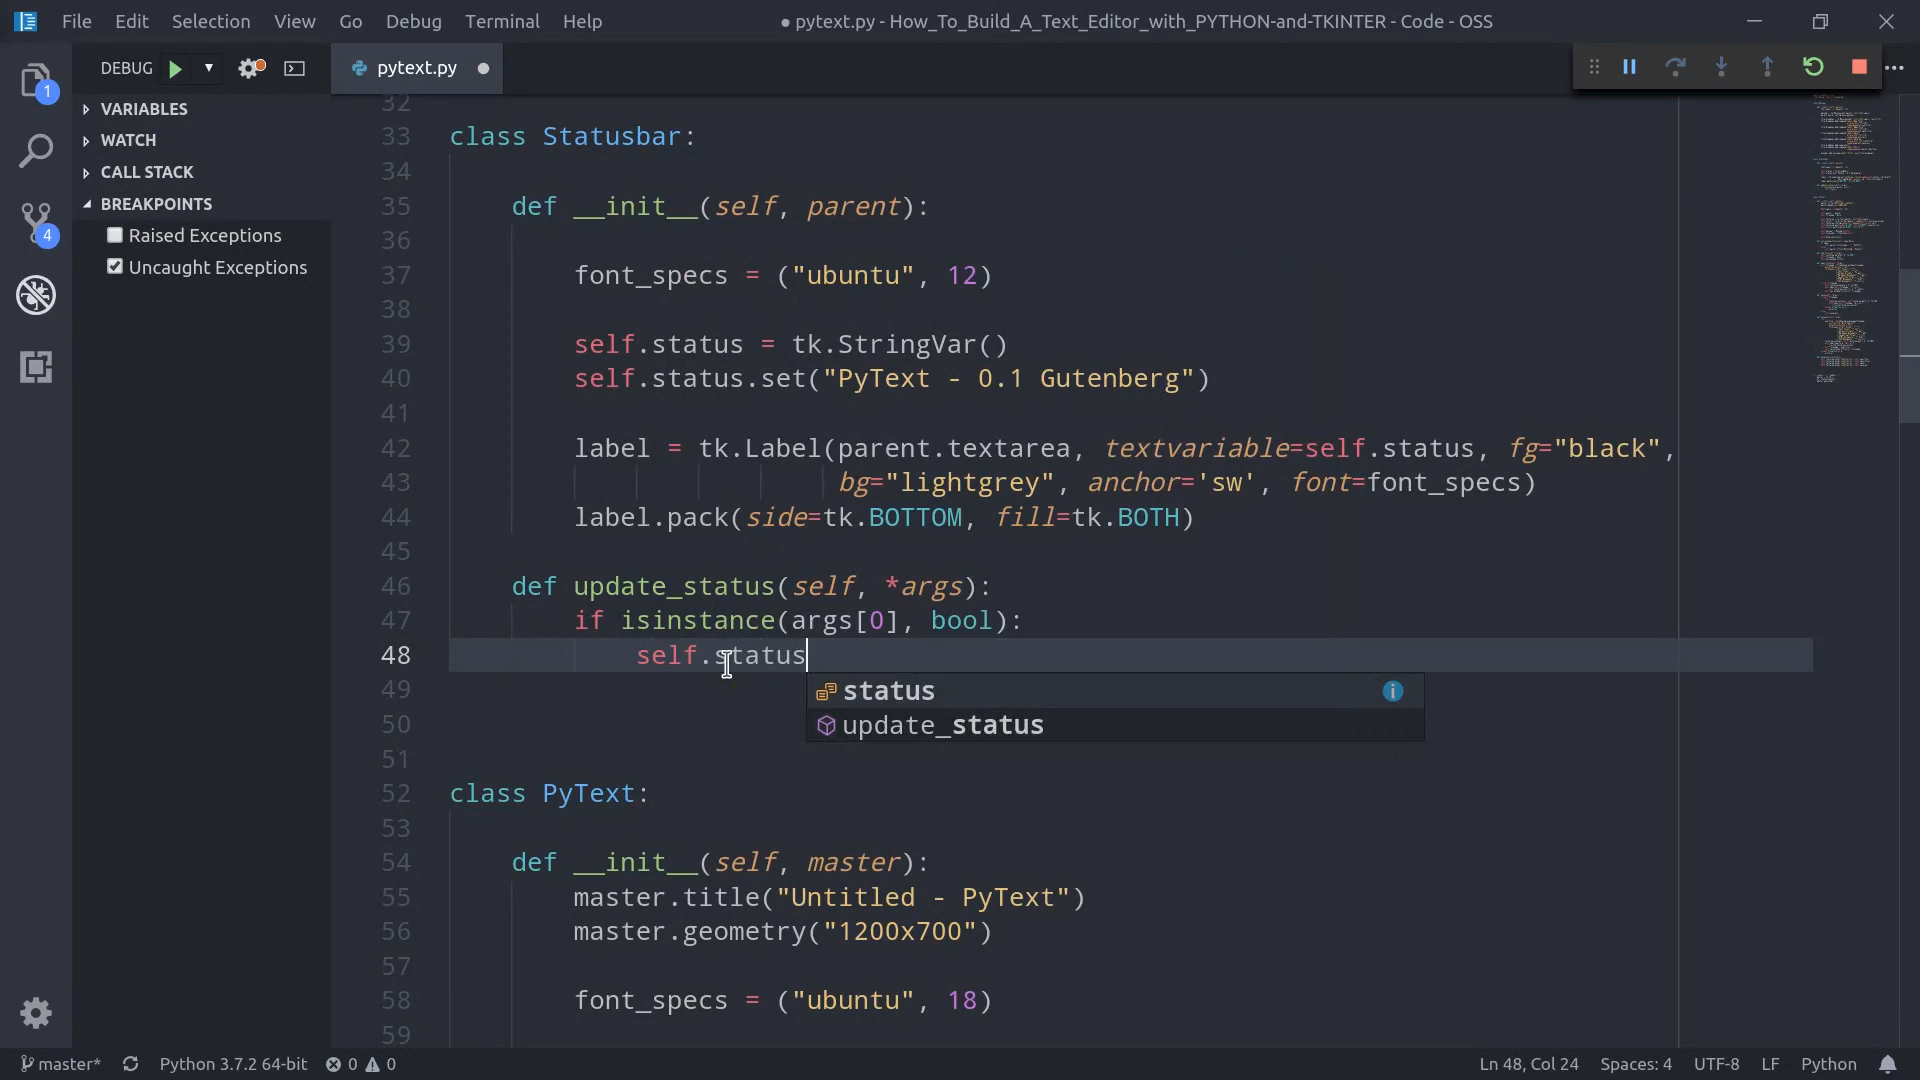 File Edit Selection View Go Debug Terminal Help
● pytext.py - How_To_Build_A_Text_Editor_with_PYTHON-and-TKINTER - Code - OSS
DEBUG
pytext.py
1
4
VARIABLES
WATCH
CALL STACK
BREAKPOINTS
Raised Exceptions
Uncaught Exceptions
32
33 class Statusbar:
34
35 def __init__(self, parent):
36
37 font_specs = ("ubuntu", 12)
38
39 self.status = tk.StringVar()
40 self.status.set("PyText - 0.1 Gutenberg")
41
42 label = tk.Label(parent.textarea, textvariable=self.status, fg="black",
43 bg="lightgrey", anchor='sw', font=font_specs)
44 label.pack(side=tk.BOTTOM, fill=tk.BOTH)
45
46 def update_status(self, *args):
47 if isinstance(args[0], bool):
48 self.status
49
status
50
update_status
51
52 class PyText:
53
54 def __init__(self, master):
55 master.title("Untitled - PyText")
56 master.geometry("1200x700")
57
58 font_specs = ("ubuntu", 18)
59
master* Python 3.7.2 64-bit 0 0
Ln 48, Col 24 Spaces: 4 UTF-8 LF Python